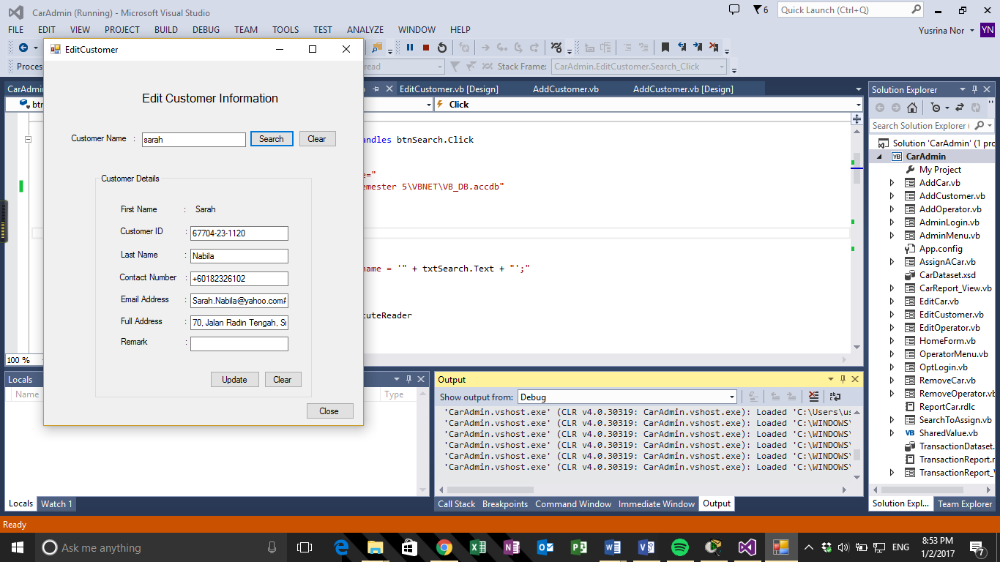 CarAdmin (Running) - Microsoft Visual Studio
6
Quick Launch (Ctrl+Q)
FILE EDIT VIEW PROJECT BUILD DEBUG TEAM TOOLS TEST ANALYZE WINDOW HELP
Yusrina Nor YN
Stack Frame: CarAdmin.EditCustomer.Search_Click
EditCustomer.vb [Design] AddCustomer.vb AddCustomer.vb [Design]
Click
btnSearch.Click
emester 5\VBNET\VB_DB.accdb"
name = '" + txtSearch.Text + "';"
cuteReader
100 %
EditCustomer
Edit Customer Information
Customer Name : sarah Search Clear
Customer Details
First Name : Sarah
Customer ID : 67704-23-1120
Last Name : Nabila
Contact Number : +60182326102
Email Address : Sarah.Nabila@yahoo.com#
Full Address : 70, Jalan Radin Tengah,
Remark :
Update Clear
Close
Locals
Name Type
Locals Watch 1
Output
Show output from: Debug
'CarAdmin.vshost.exe' (CLR v4.0.30319: CarAdmin.vshost.exe): Loaded 'C:\Users\us
'CarAdmin.vshost.exe' (CLR v4.0.30319: CarAdmin.vshost.exe): Loaded 'C:\WINDOWS\
'CarAdmin.vshost.exe' (CLR v4.0.30319: CarAdmin.vshost.exe): Loaded 'C:\WINDOWS\
'CarAdmin.vshost.exe' (CLR v4.0.30319: CarAdmin.vshost.exe): Loaded 'C:\WINDOWS\
'CarAdmin.vshost.exe' (CLR v4.0.30319: CarAdmin.vshost.exe): Loaded 'C:\WINDOWS\
'CarAdmin.vshost.exe' (CLR v4.0.30319: CarAdmin.vshost.exe): Loaded 'C:\WINDOWS\
Call Stack Breakpoints Command Window Immediate Window Output
Solution Explorer
Search Solution Explorer (
Solution 'CarAdmin' (1 pro
CarAdmin
My Project
AddCar.vb
AddCustomer.vb
AddOperator.vb
AdminLogin.vb
AdminMenu.vb
App.config
AssignACar.vb
CarDataset.xsd
CarReport_View.vb
EditCar.vb
EditCustomer.vb
EditOperator.vb
HomeForm.vb
OperatorMenu.vb
OptLogin.vb
RemoveCar.vb
RemoveOperator.vb
ReportCar.rdlc
SearchToAssign.vb
SharedValue.vb
TransactionDataset.
TransactionReport.r
TransactionReport_V
Solution Expl... Team Explorer
Ready
Ask me anything
ENG
8:53 PM
1/2/2017
7